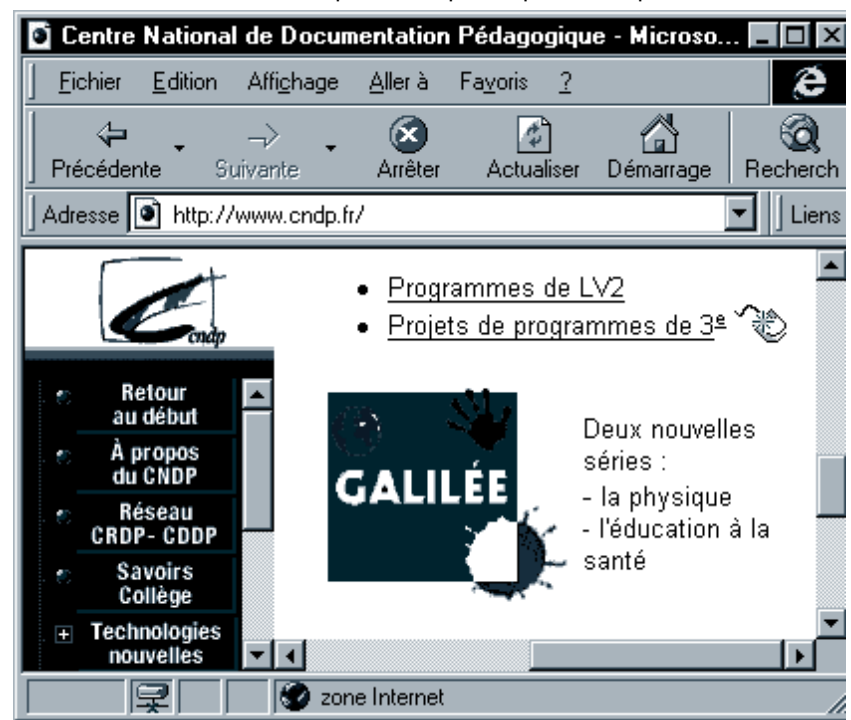 Centre National de Documentation Pédagogique - Microso...
Fichier Edition Affichage Aller à Favoris ?
Précédente Suivante Arrêter Actualiser Démarrage Recherch
Adresse http://www.cndp.fr/ Liens
cndp
Programmes de LV2
Projets de programmes de 3e
Retour
au début
À propos
du CNDP
Réseau
CRDP- CDDP
Savoirs
Collège
Technologies
nouvelles
GALILÉE
Deux nouvelles
séries :
- la physique
- l'éducation à la
santé
zone Internet